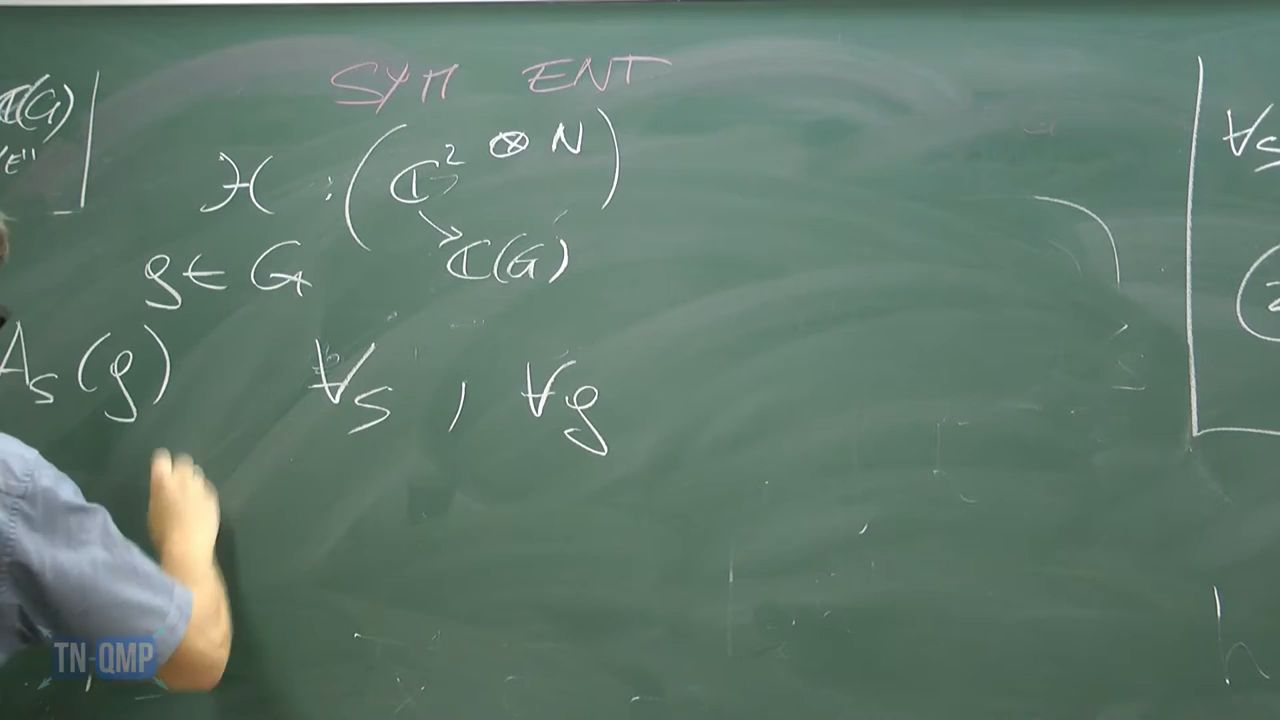 SYM ENT
ℂ(G)
ℋ : (ℂ² ⊗ N)
ℂ(G)
g ∈ G
A_s(g) ∀s , ∀g
∀s
TN-QMP